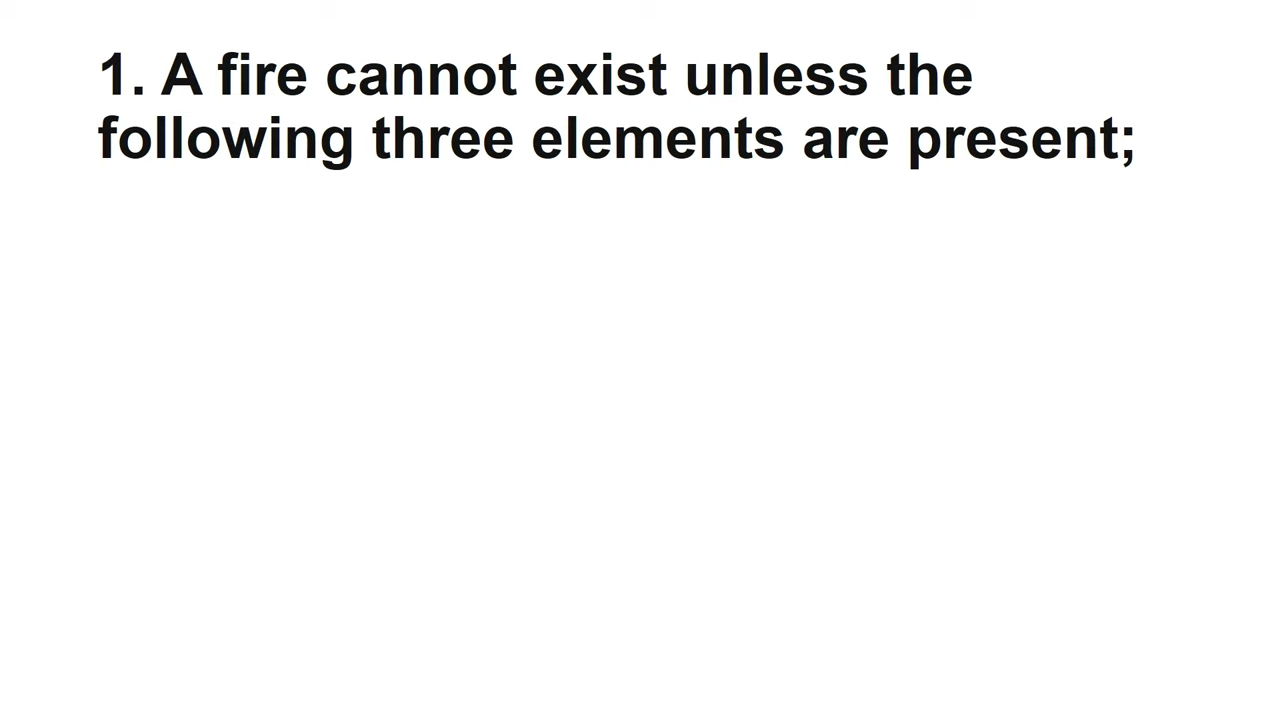 1. A fire cannot exist unless the
following three elements are present;